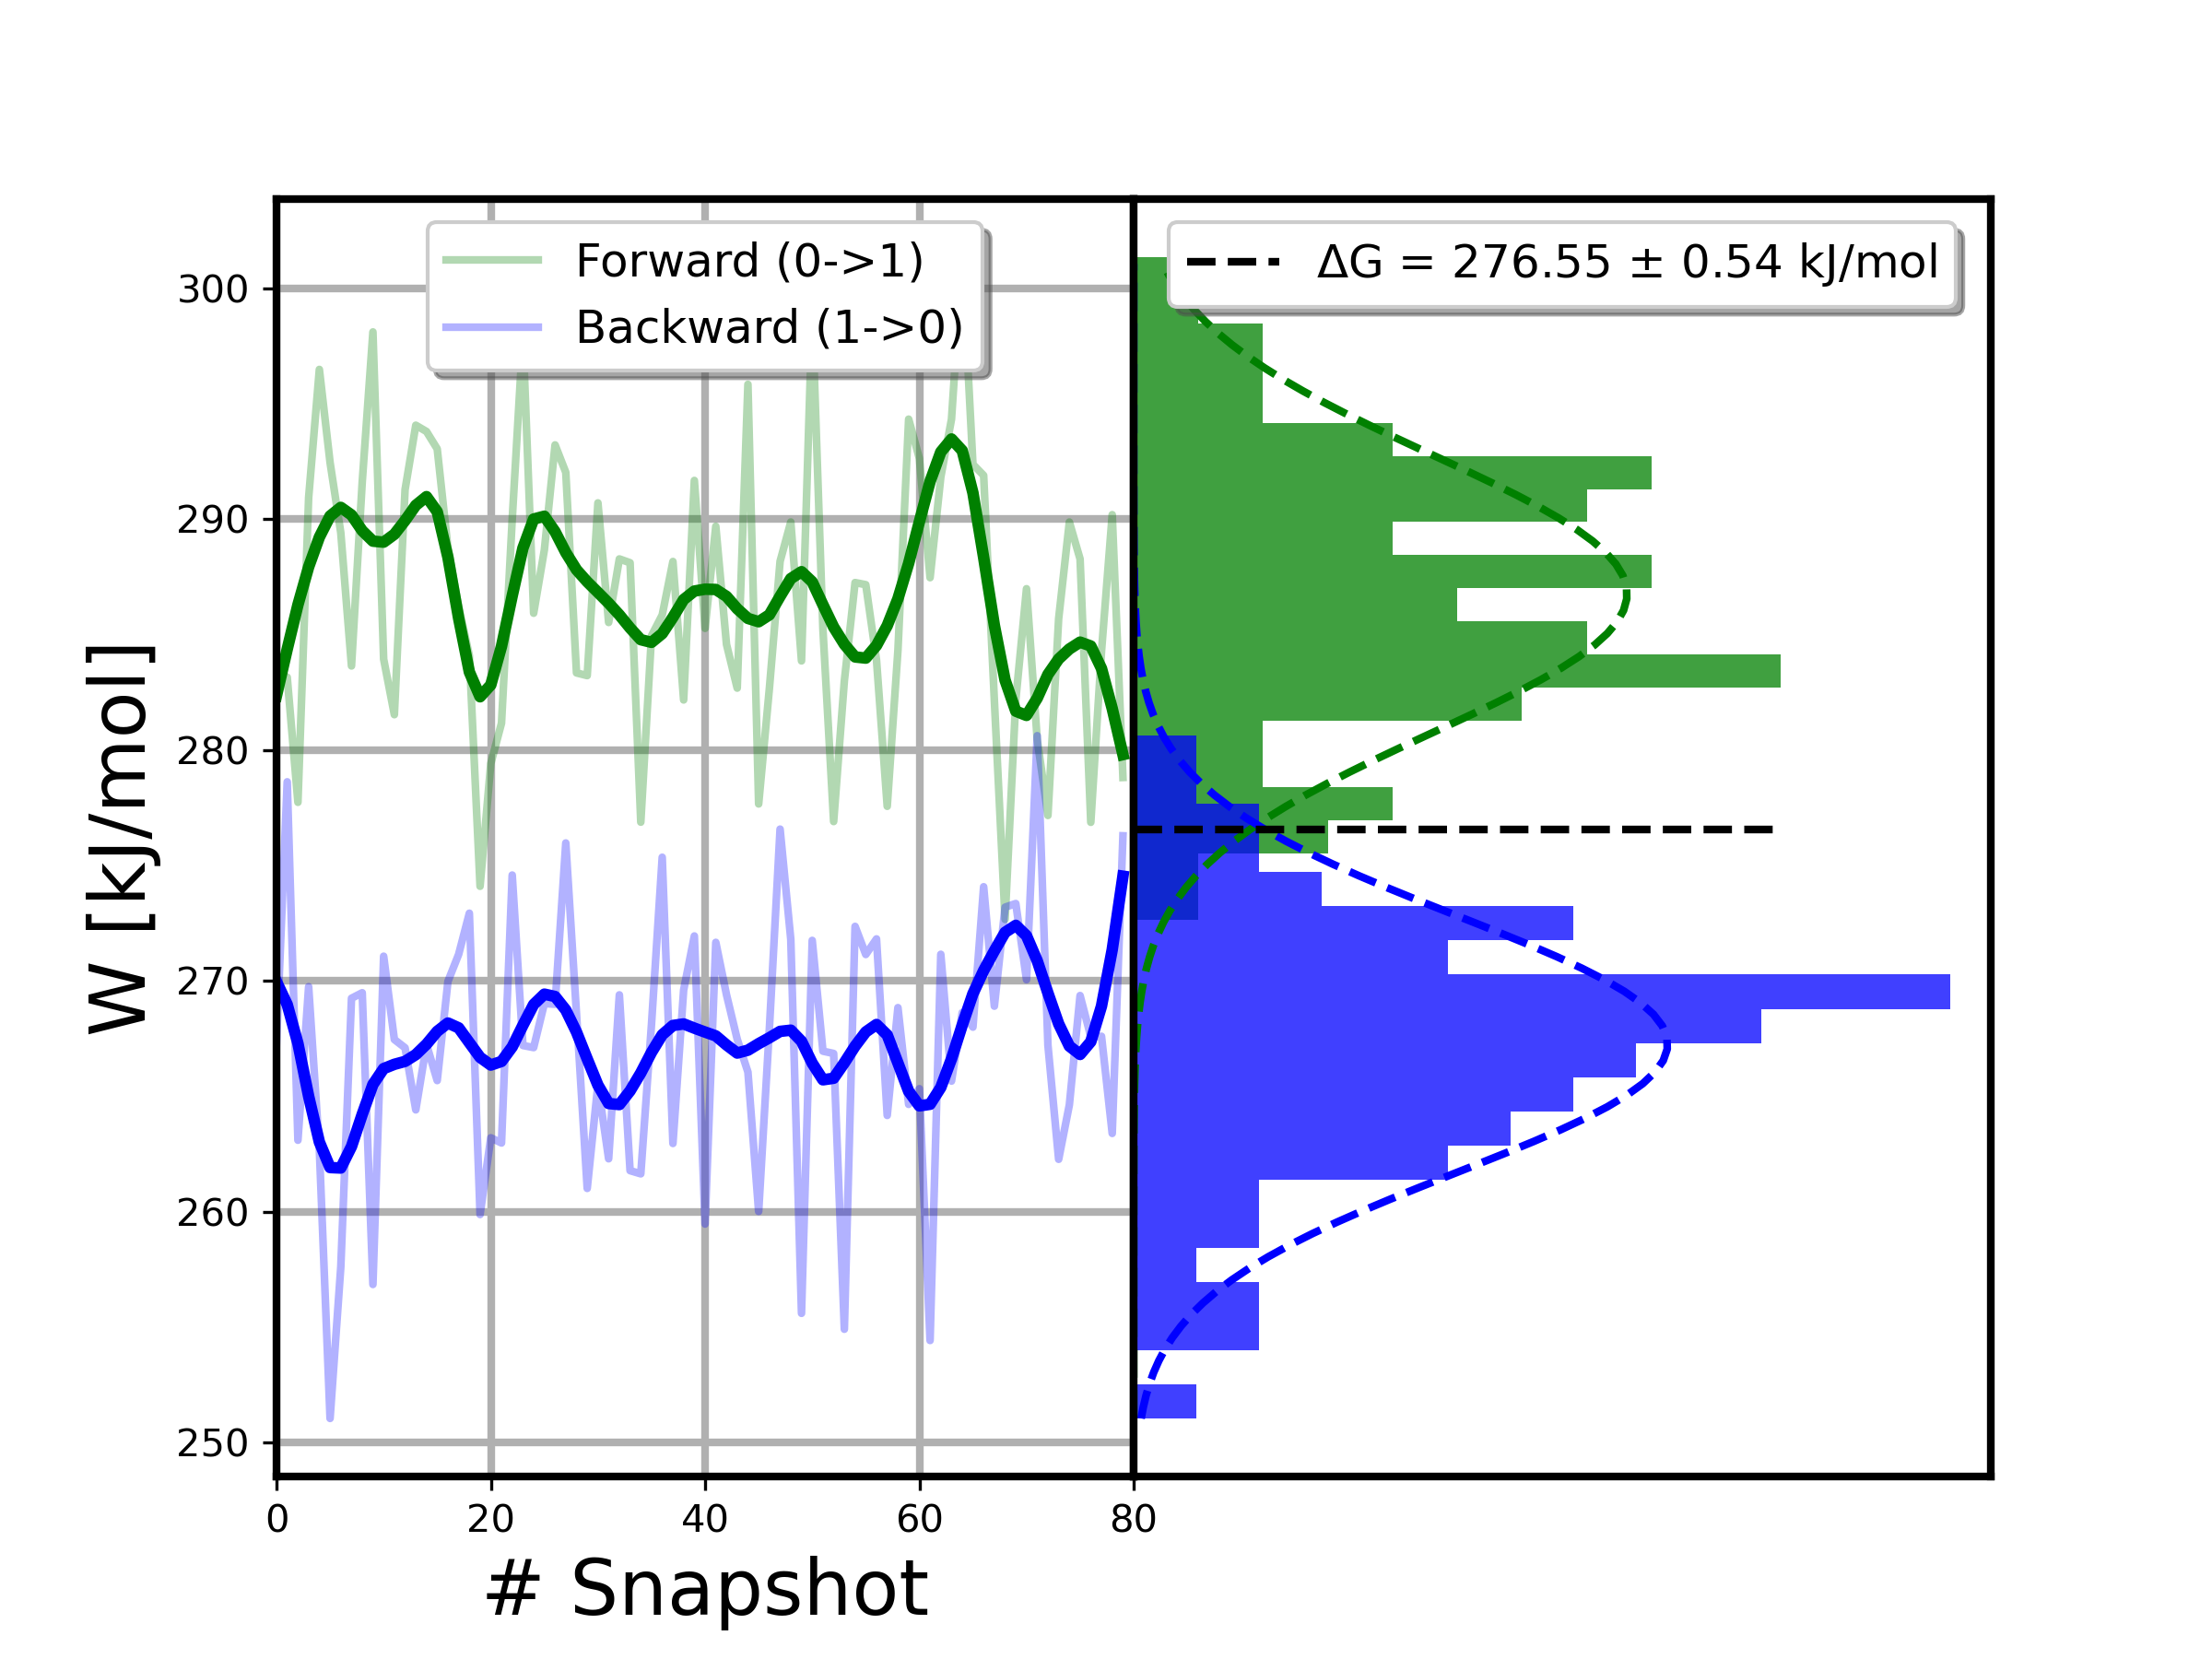 Forward (0->1)
Backward (1->0)
ΔG = 276.55 ± 0.54 kJ/mol
W [kJ/mol]
300
290
280
270
260
250
0 20 40 60 80
# Snapshot